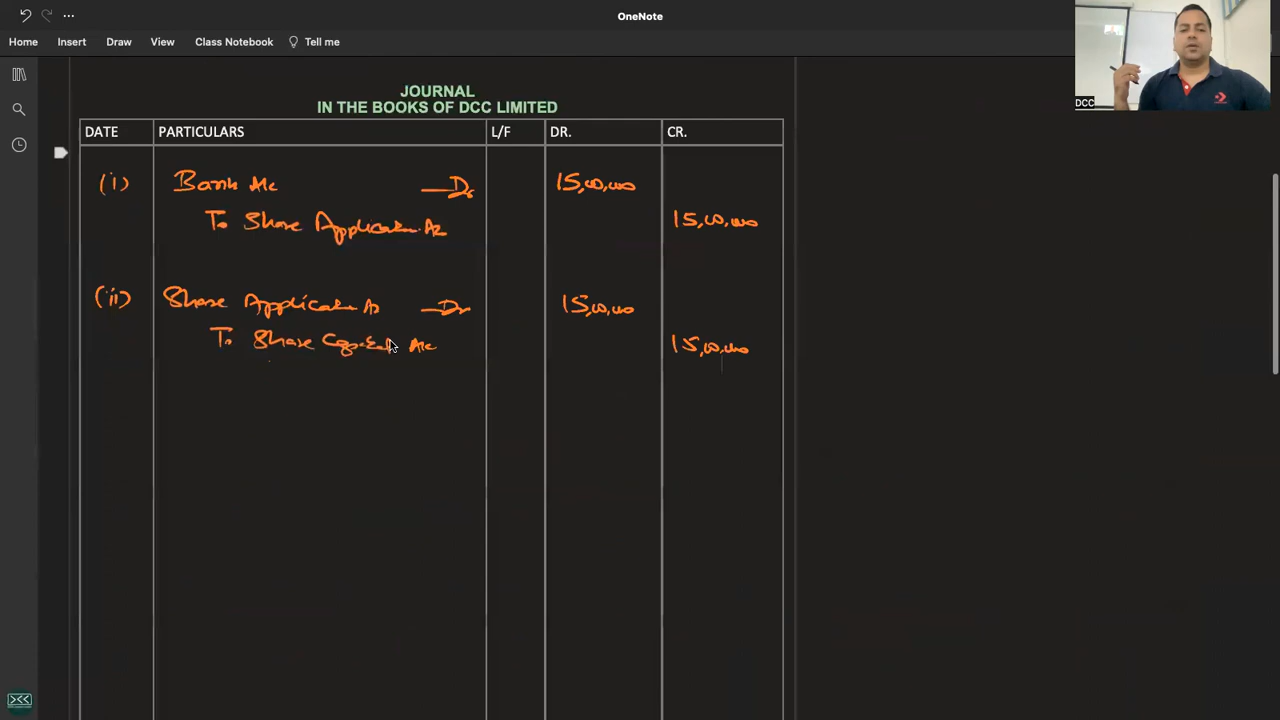 OneNote
Home Insert Draw View Class Notebook Tell me
DCC
JOURNAL
IN THE BOOKS OF DCC LIMITED
DATE PARTICULARS L/F DR. CR.
(i) Bank A/c Dr 15,00,000
To Share Application A/c 15,00,000
(ii) Share Application A/c Dr 15,00,000
To Share Capital A/c 15,00,000
DCC